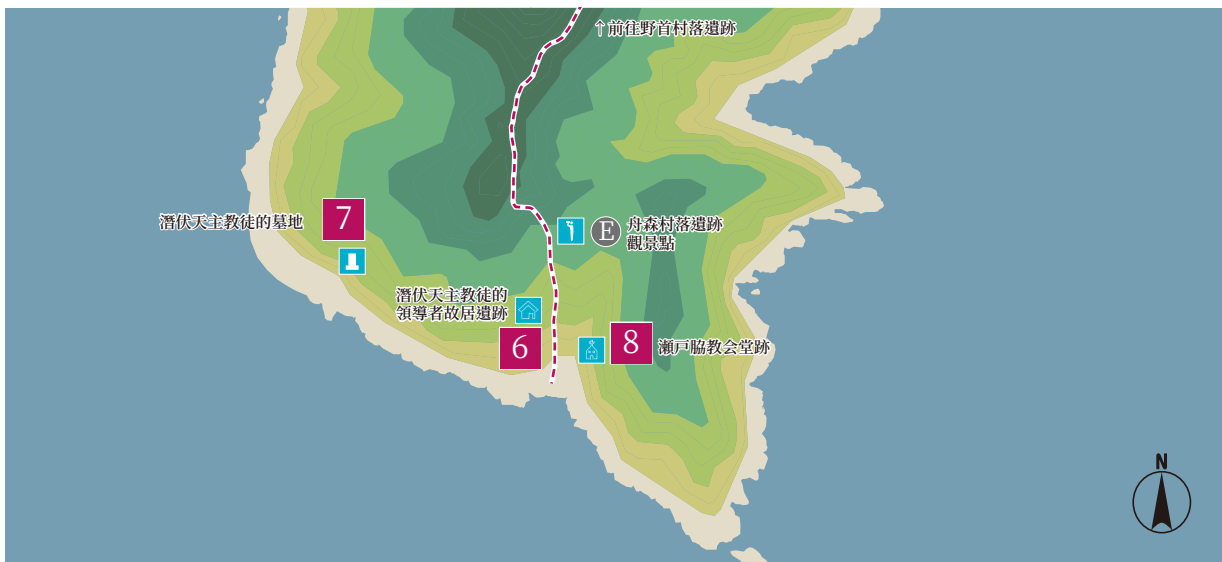 ↑前往野首村落遺跡
潛伏天主教徒的墓地
7
E
舟森村落遺跡
觀景點
潛伏天主教徒的
領導者故居遺跡
6
8
瀬戸脇教会堂跡
N